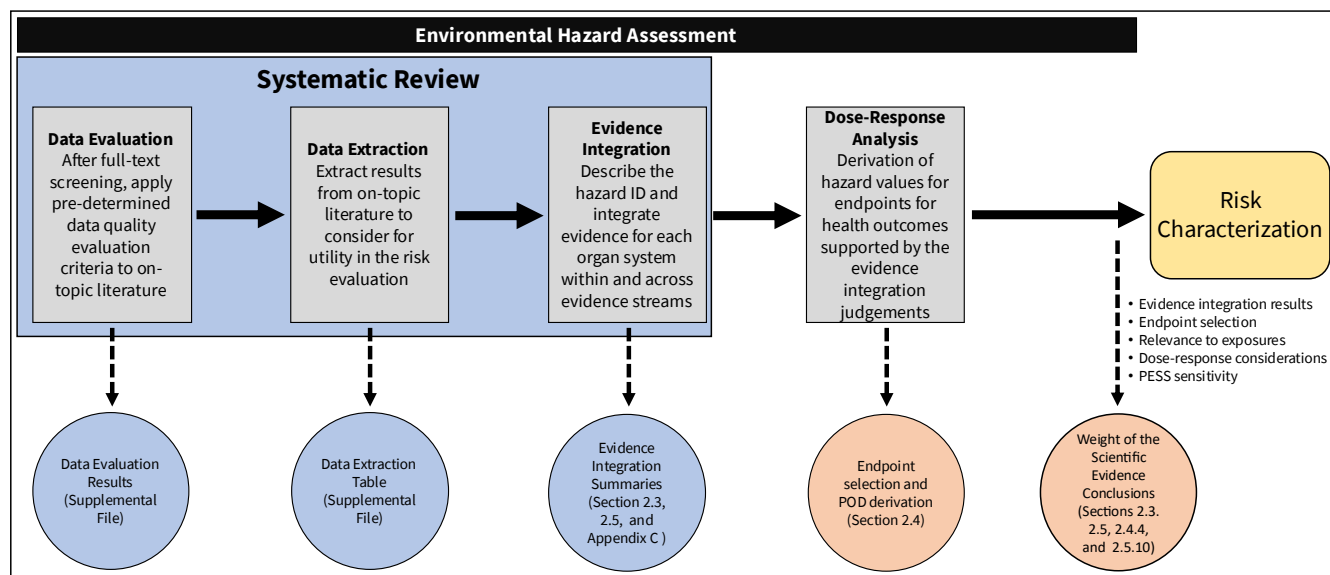 Environmental Hazard Assessment
Systematic Review
Data Evaluation
After full-text
screening, apply
pre-determined
data quality
evaluation
criteria to on-
topic literature
Data Extraction
Extract results
from on-topic
literature to
consider for
utility in the risk
evaluation
Evidence
Integration
Describe the
hazard ID and
integrate
evidence for each
organ system
within and across
evidence streams
Dose-Response
Analysis
Derivation of
hazard values for
endpoints for
health outcomes
supported by the
evidence
integration
judgements
Risk
Characterization
• Evidence integration results
• Endpoint selection
• Relevance to exposures
• Dose-response considerations
• PESS sensitivity
Data Evaluation
Results
(Supplemental
File)
Data Extraction
Table
(Supplemental
File)
Evidence
Integration
Summaries
(Section 2.3,
2.5, and
Appendix C )
Endpoint
selection and
POD derivation
(Section 2.4)
Weight of the
Scientific
Evidence
Conclusions
(Sections 2.3.
2.5, 2.4.4,
and 2.5.10)